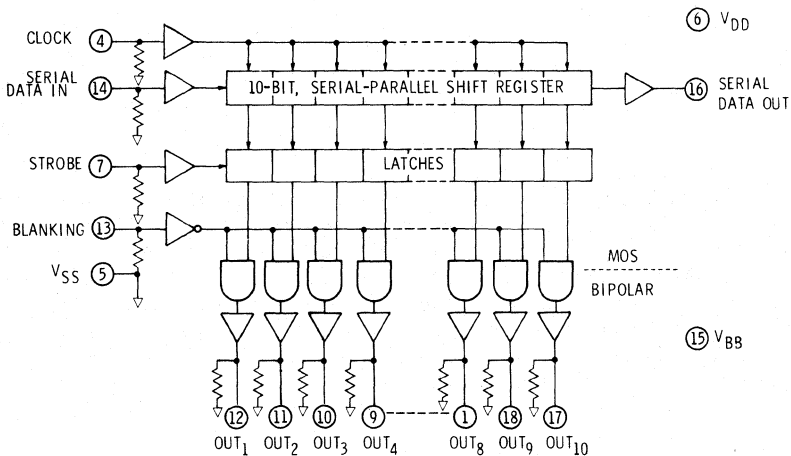 6 VDD
CLOCK 4
SERIAL
DATA IN 14
10-BIT, SERIAL-PARALLEL SHIFT REGISTER
16 SERIAL
DATA OUT
STROBE 7
LATCHES
BLANKING 13
VSS 5
MOS
BIPOLAR
15 VBB
12 11 10 9 1 18 17
OUT1 OUT2 OUT3 OUT4 OUT8 OUT9 OUT10